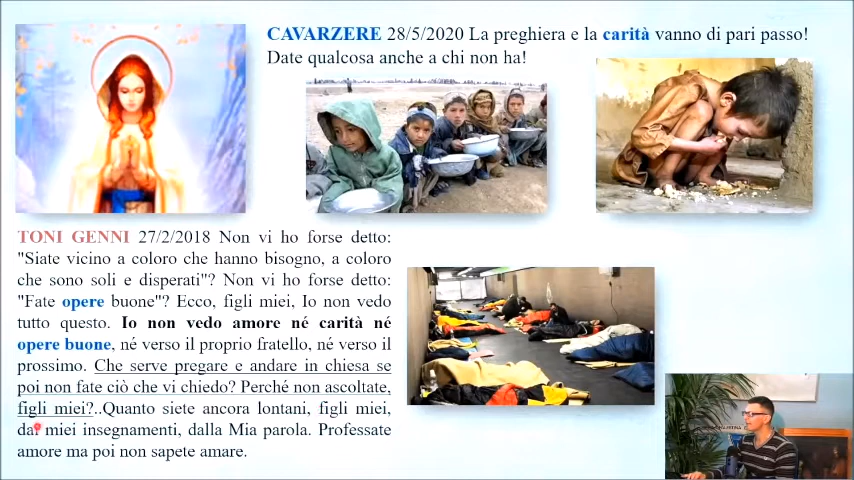 CAVARZERE 28/5/2020 La preghiera e la carità vanno di pari passo!
Date qualcosa anche a chi non ha!
TONI GENNI 27/2/2018 Non vi ho forse detto:
"Siate vicino a coloro che hanno bisogno, a coloro
che sono soli e disperati"? Non vi ho forse detto:
"Fate opere buone"? Ecco, figli miei, Io non vedo
tutto questo. Io non vedo amore né carità né
opere buone, né verso il proprio fratello, né verso il
prossimo. Che serve pregare e andare in chiesa se
poi non fate ciò che vi chiedo? Perché non ascoltate,
figli miei?..Quanto siete ancora lontani, figli miei,
dai miei insegnamenti, dalla Mia parola. Professate
amore ma poi non sapete amare.